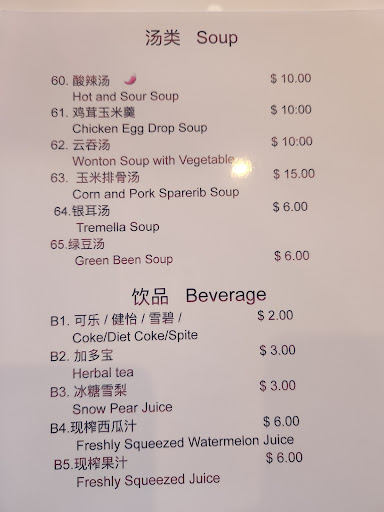 汤类 Soup
60. 酸辣汤 $ 10.00
Hot and Sour Soup
61. 鸡茸玉米羹 $ 10:00
Chicken Egg Drop Soup
62. 云吞汤 $ 10:00
Wonton Soup with Vegetable
63. 玉米排骨汤 $ 15.00
Corn and Pork Sparerib Soup
64.银耳汤 $ 6.00
Tremella Soup
65.绿豆汤
Green Been Soup $ 6.00
饮品 Beverage
B1. 可乐 / 健怡 / 雪碧 / $ 2.00
Coke/Diet Coke/Spite
B2. 加多宝 $ 3.00
Herbal tea
B3. 冰糖雪梨 $ 3.00
Snow Pear Juice
B4.现榨西瓜汁 $ 6.00
Freshly Squeezed Watermelon Juice
B5.现榨果汁 $ 6.00
Freshly Squeezed Juice